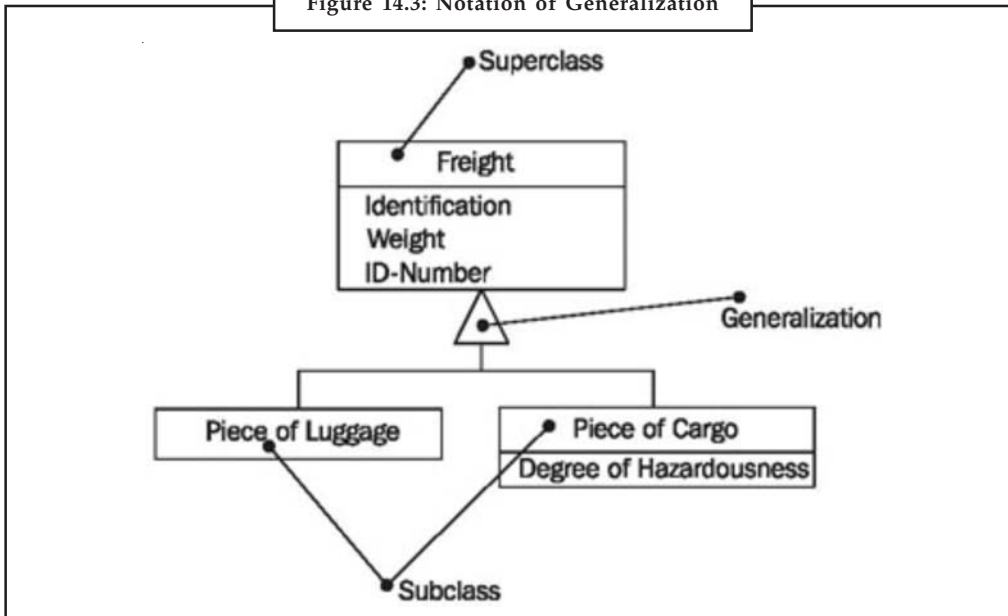 Figure 14.3: Notation of Generalization
Superclass
Freight
Identification
Weight
ID-Number
Generalization
Piece of Luggage
Piece of Cargo
Degree of Hazardousness
Subclass